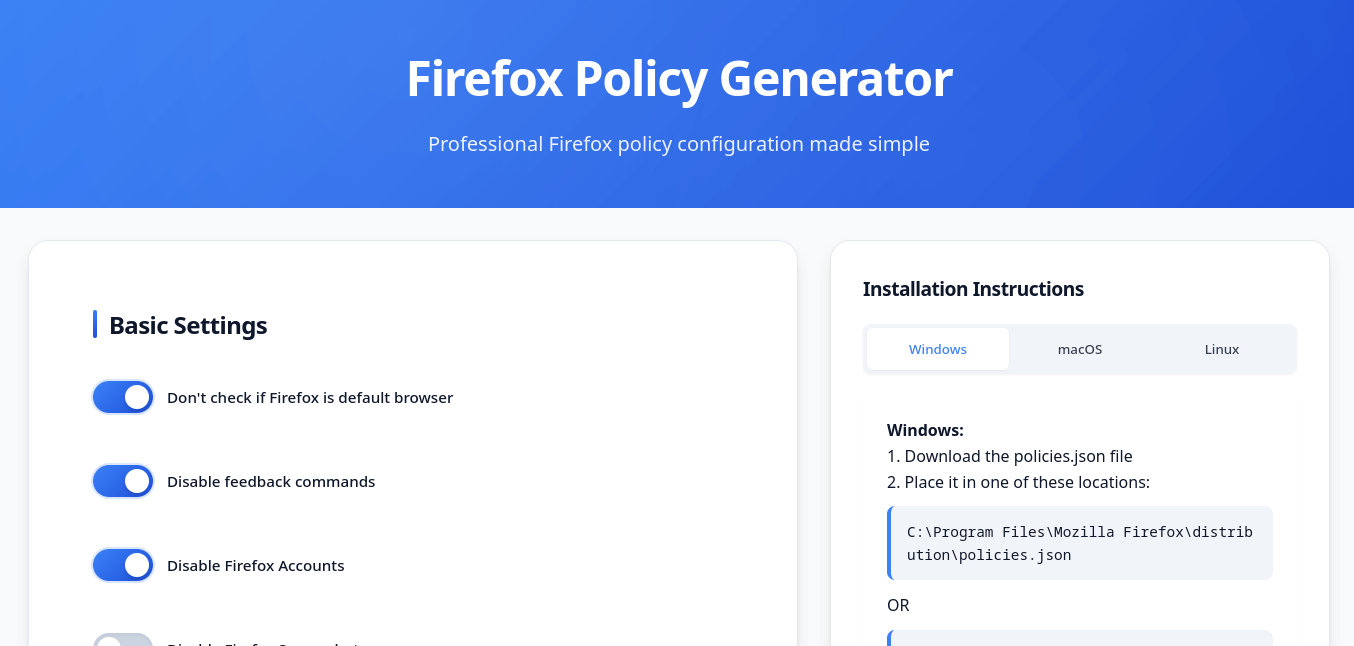 Firefox Policy Generator
Professional Firefox policy configuration made simple
Basic Settings
Don't check if Firefox is default browser
Disable feedback commands
Disable Firefox Accounts
Installation Instructions
Windows
macOS
Linux
Windows:
1. Download the policies.json file
2. Place it in one of these locations:
C:\Program Files\Mozilla Firefox\distrib
ution\policies.json
OR